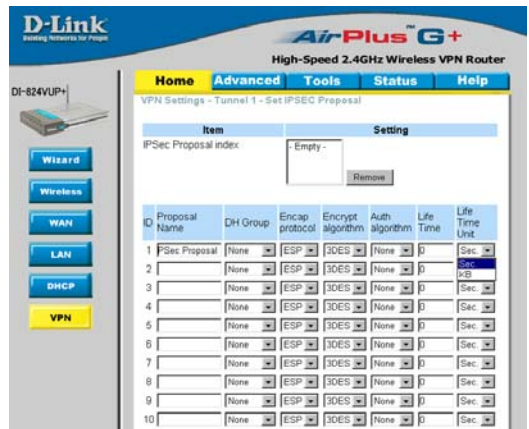 D-Link
Building Networks for People
AirPlus G+
TM
High-Speed 2.4GHz Wireless VPN Router
DI-824VUP+
Home Advanced Tools Status Help
VPN Settings - Tunnel 1 - Set IPSEC Proposal
Item Setting
IPSec Proposal index - Empty -
Remove
Wizard
Wireless
WAN
LAN
DHCP
VPN
ID Proposal Name DH Group Encap protocol Encrypt algorithm Auth algorithm Life Time Life Time Unit
1 PSec Proposal None ESP 3DES None 0 Sec.
Sec.
KB
2 None ESP 3DES None 0
3 None ESP 3DES None 0 Sec.
4 None ESP 3DES None 0 Sec.
5 None ESP 3DES None 0 Sec.
6 None ESP 3DES None 0 Sec.
7 None ESP 3DES None 0 Sec.
8 None ESP 3DES None 0 Sec.
9 None ESP 3DES None 0 Sec.
10 None ESP 3DES None 0 Sec.